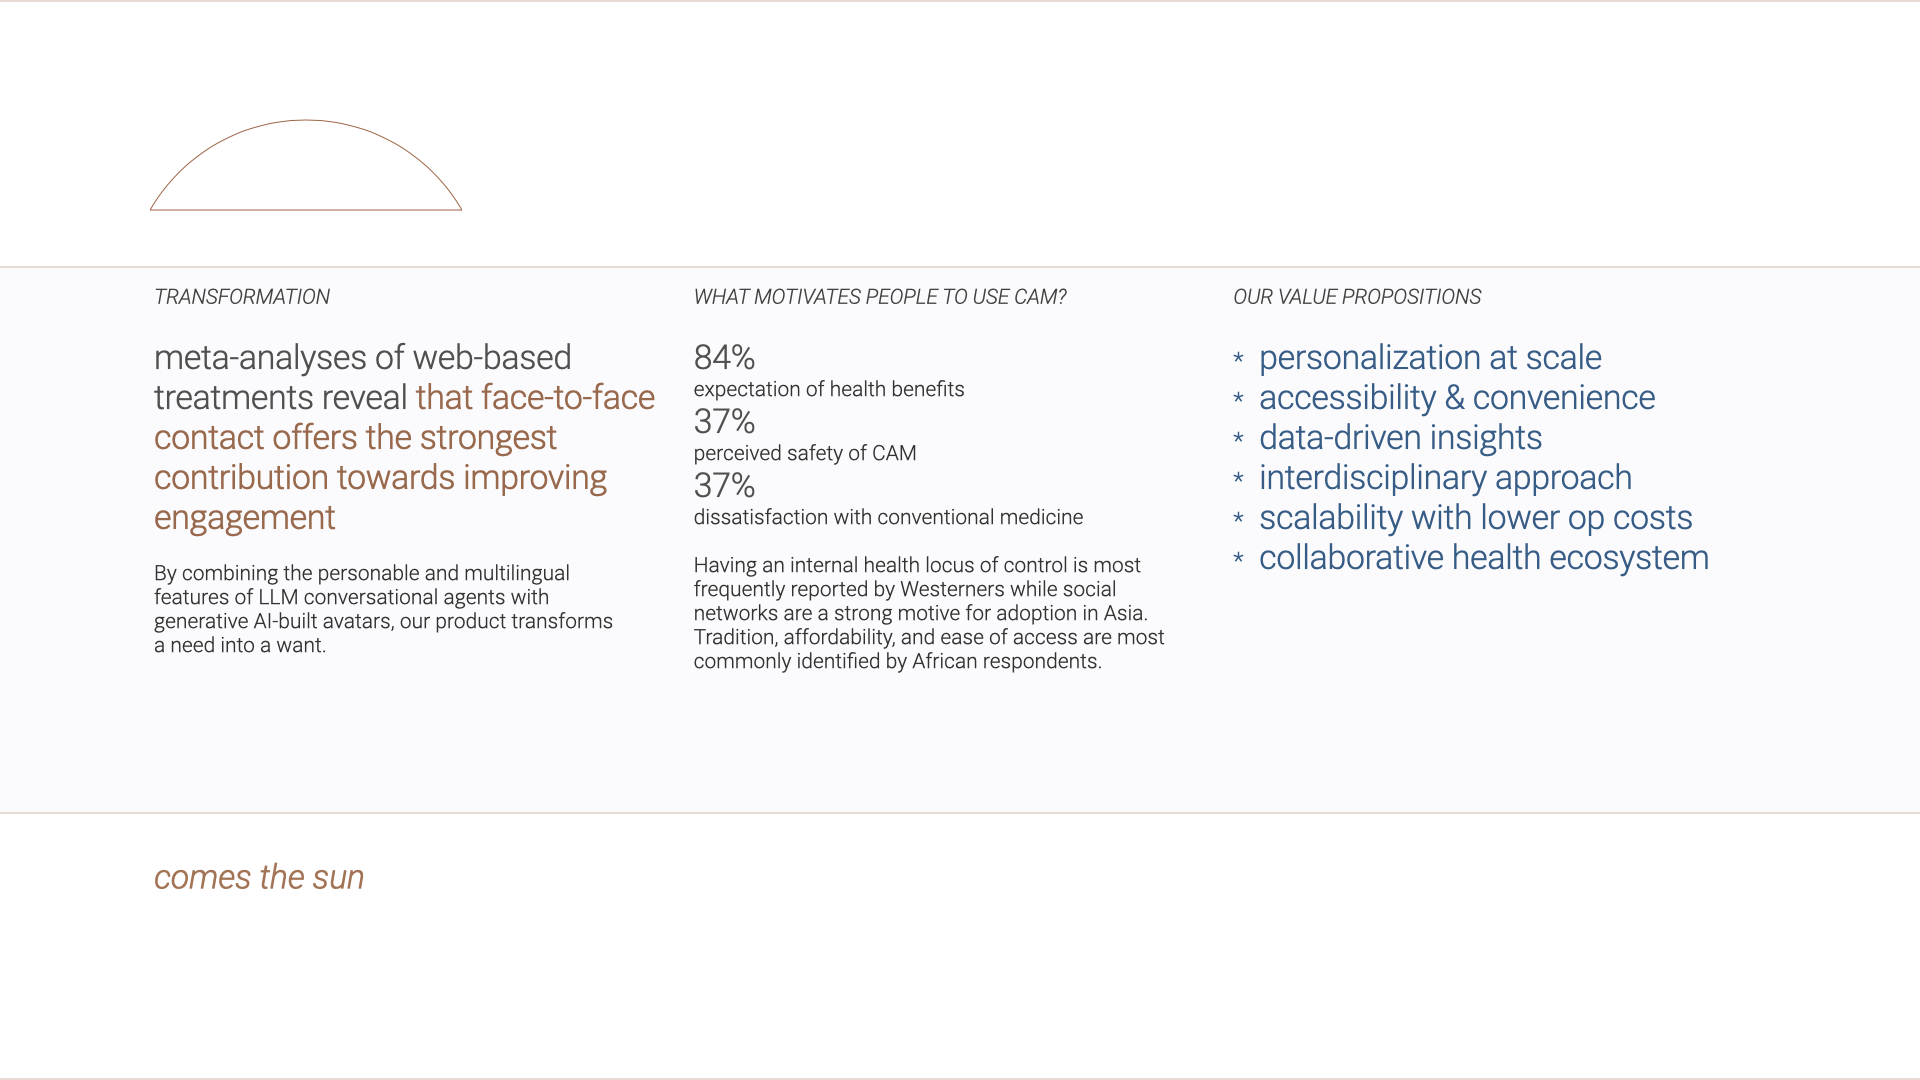 TRANSFORMATION
meta-analyses of web-based
treatments reveal that face-to-face
contact offers the strongest
contribution towards improving
engagement
By combining the personable and multilingual
features of LLM conversational agents with
generative AI-built avatars, our product transforms
a need into a want.
WHAT MOTIVATES PEOPLE TO USE CAM?
84%
expectation of health benefits
37%
perceived safety of CAM
37%
dissatisfaction with conventional medicine
Having an internal health locus of control is most
frequently reported by Westerners while social
networks are a strong motive for adoption in Asia.
Tradition, affordability, and ease of access are most
commonly identified by African respondents.
OUR VALUE PROPOSITIONS
* personalization at scale
* accessibility & convenience
* data-driven insights
* interdisciplinary approach
* scalability with lower op costs
* collaborative health ecosystem
comes the sun